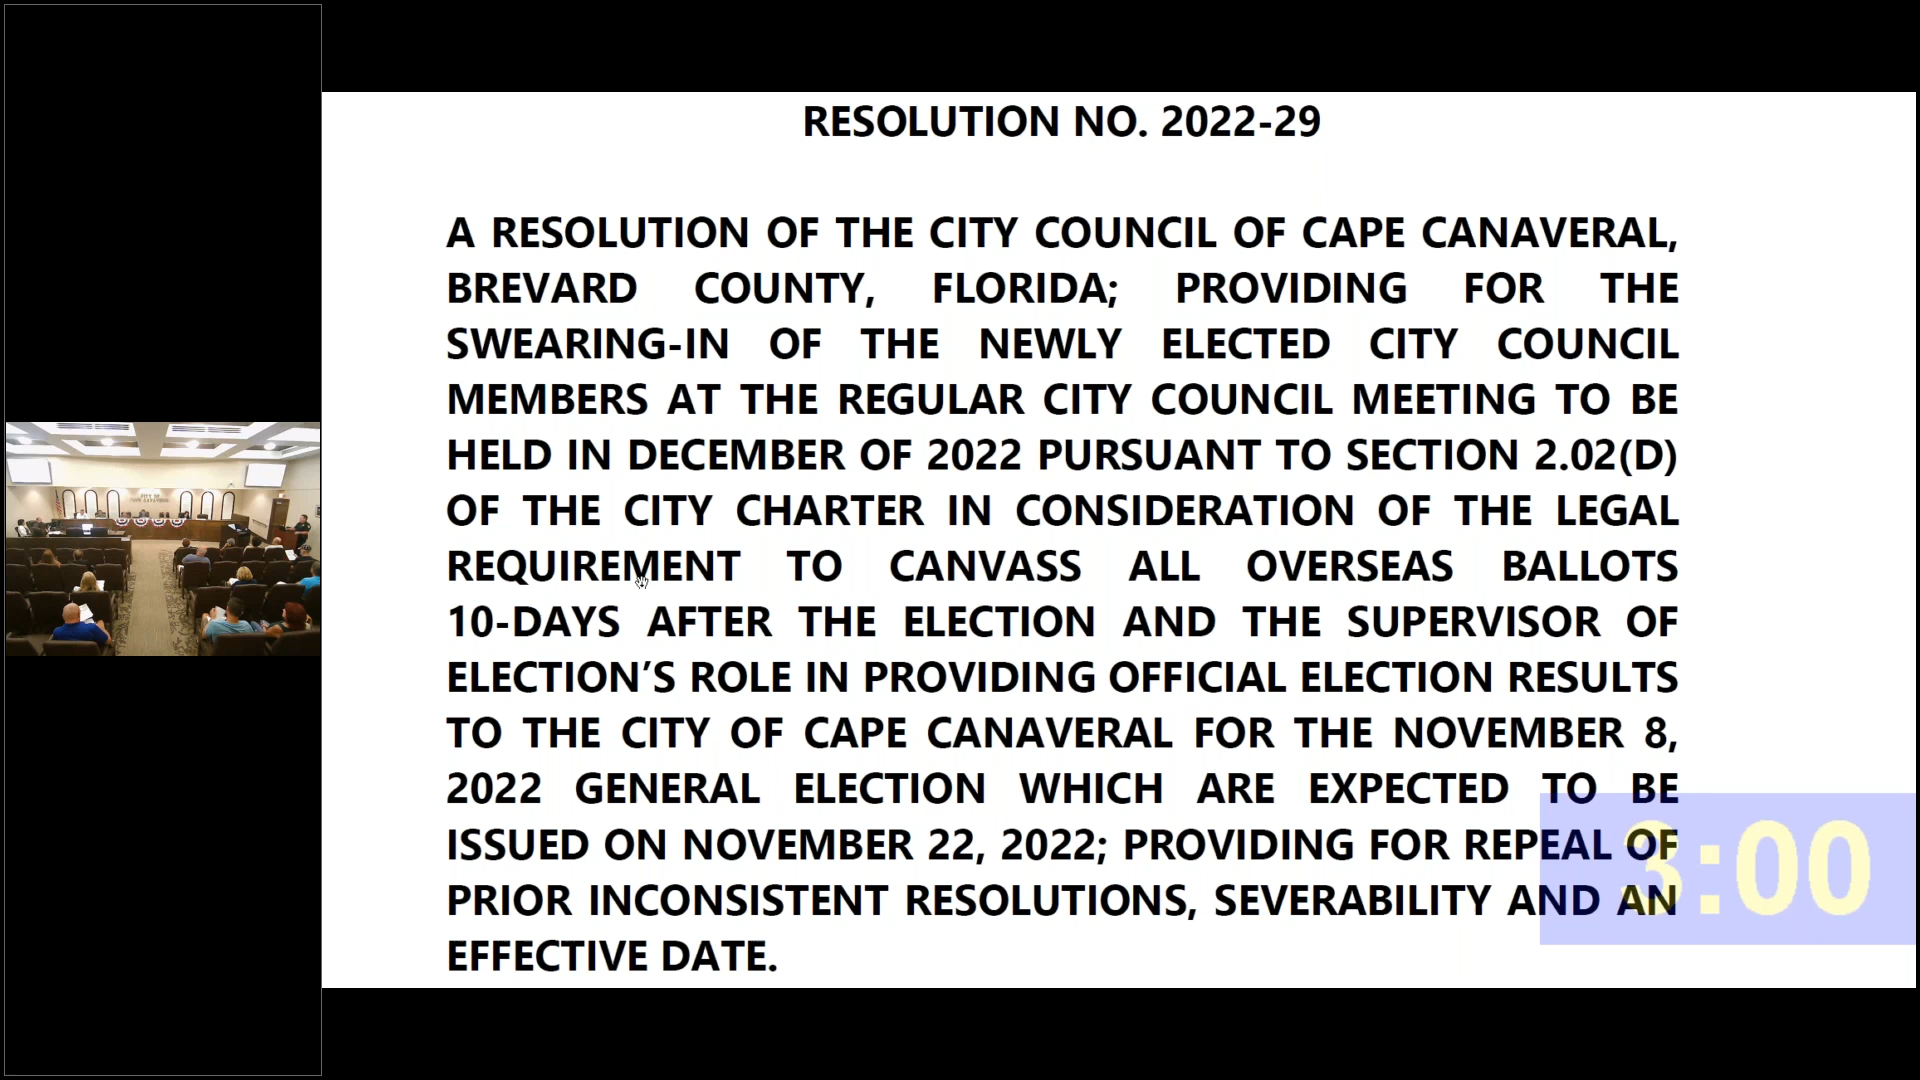 RESOLUTION NO. 2022-29
A RESOLUTION OF THE CITY COUNCIL OF CAPE CANAVERAL,
BREVARD COUNTY, FLORIDA; PROVIDING FOR THE
SWEARING-IN OF THE NEWLY ELECTED CITY COUNCIL
MEMBERS AT THE REGULAR CITY COUNCIL MEETING TO BE
HELD IN DECEMBER OF 2022 PURSUANT TO SECTION 2.02(D)
OF THE CITY CHARTER IN CONSIDERATION OF THE LEGAL
REQUIREMENT TO CANVASS ALL OVERSEAS BALLOTS
10-DAYS AFTER THE ELECTION AND THE SUPERVISOR OF
ELECTION’S ROLE IN PROVIDING OFFICIAL ELECTION RESULTS
TO THE CITY OF CAPE CANAVERAL FOR THE NOVEMBER 8,
2022 GENERAL ELECTION WHICH ARE EXPECTED TO BE
ISSUED ON NOVEMBER 22, 2022; PROVIDING FOR REPEAL OF
PRIOR INCONSISTENT RESOLUTIONS, SEVERABILITY AND AN
EFFECTIVE DATE.
3:00